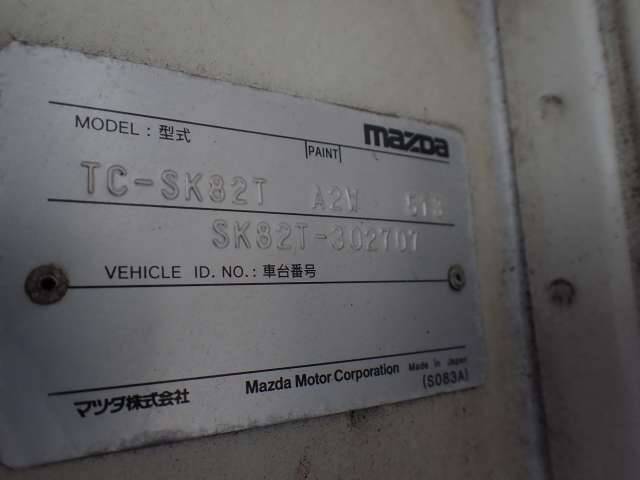 mazda
MODEL : 型式
PAINT
TC-SK82T A2W 513
SK82T-302707
VEHICLE ID. NO. : 車台番号
マツダ株式会社 Mazda Motor Corporation Made in Japan
(S083A)